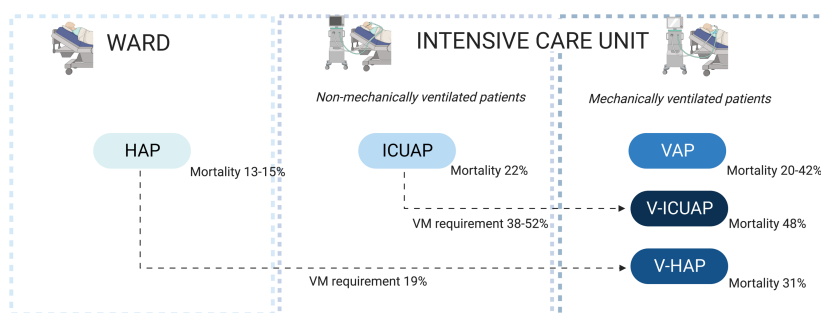 WARD
INTENSIVE CARE UNIT
Non-mechanically ventilated patients
Mechanically ventilated patients
HAP
Mortality 13-15%
ICUAP
Mortality 22%
VAP
Mortality 20-42%
V-ICUAP
VM requirement 38-52%
Mortality 48%
V-HAP
VM requirement 19%
Mortality 31%